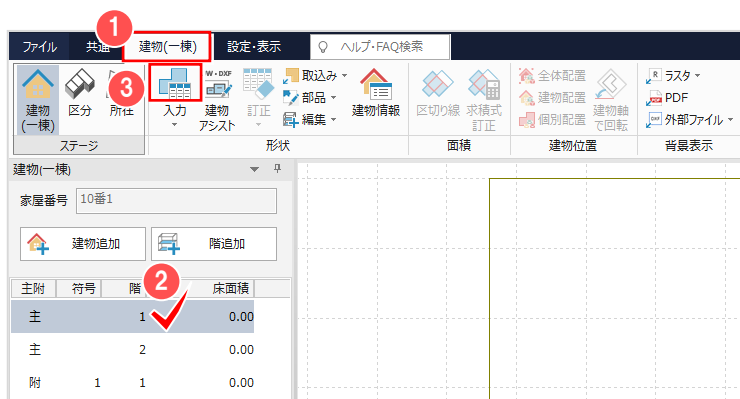 1
ファイル 共通 建物(一棟) 設定・表示 ヘルプ・FAQ検索
3
建物(一棟) 区分 所在
ステージ
入力 W・DXF 建物アシスト 訂正 取込み 部品 編集 建物情報
形状
区切り線 求積式訂正
面積
全体配置 建物配置 個別配置 建物軸で回転
建物位置
R ラスタ
PDF PDF
DXF 外部ファイル
背景表示
建物(一棟)
家屋番号 10番1
建物追加 階追加
2
主附 符号 階 床面積
主 1 0.00
主 2 0.00
附 1 1 0.00